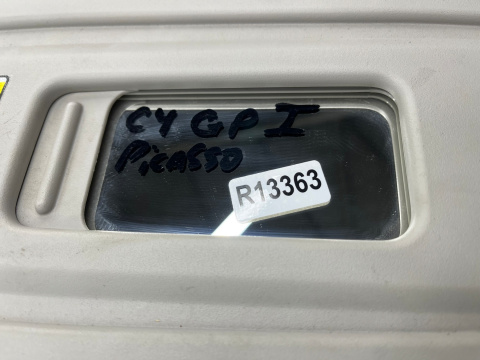 C4 GP I
PiCASSO
R13363